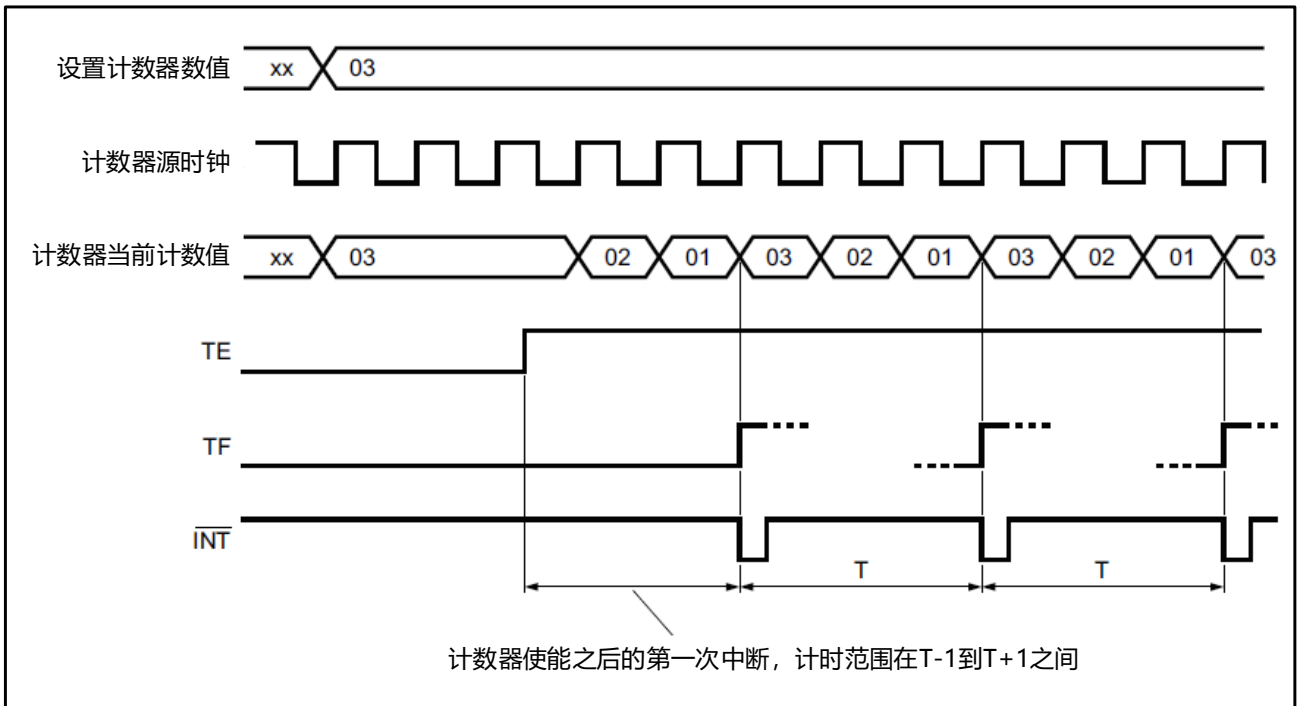 设置计数器数值 xx 03
计数器源时钟
计数器当前计数值 xx 03 02 01 03 02 01 03 02 01 03
TE
TF
INT
T T
计数器使能之后的第一次中断，计时范围在T-1到T+1之间